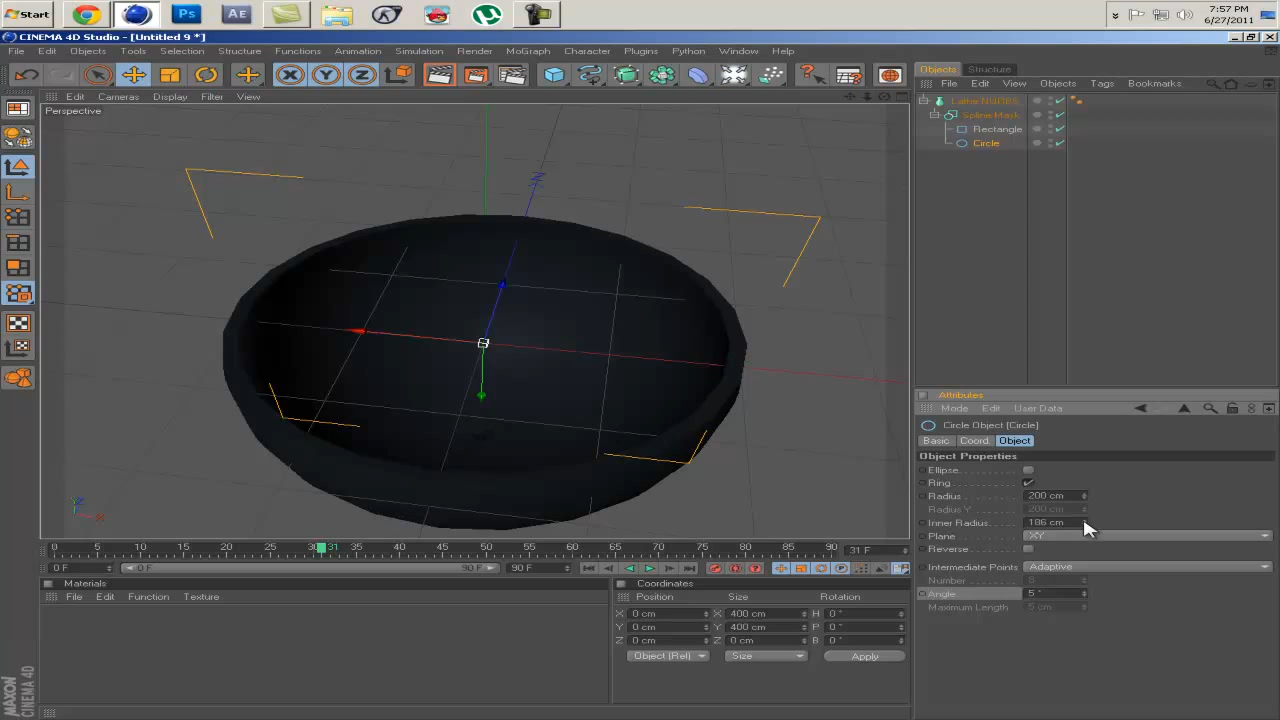 Start
Ps
Ae
7:57 PM
6/27/2011
CINEMA 4D Studio - [Untitled 9 *]
File Edit Objects Tools Selection Structure Functions Animation Simulation Render MoGraph Character Plugins Python Window Help
X Y Z
Objects Structure
File Edit View Objects Tags Bookmarks
Edit Cameras Display Filter View
Perspective
Lathe NURBS
Spline Mask
Rectangle
Circle
Z
Attributes
Mode Edit User Data
Circle Object [Circle]
Basic Coord. Object
Object Properties
Ellipse
Ring
Radius 200 cm
Radius Y 200 cm
Inner Radius 186 cm
Plane XY
Reverse
Intermediate Points Adaptive
Number 8
Angle 5 °
Maximum Length 5 cm
0 5 10 15 20 25 30 31 35 40 45 50 55 60 65 70 75 80 85 90 31 F
0 F 0 F 90 F 90 F
Materials
File Edit Function Texture
Coordinates
Position Size Rotation
X 0 cm X 400 cm H 0 °
Y 0 cm Y 400 cm P 0 °
Z 0 cm Z 0 cm B 0 °
Object (Rel) Size Apply
MAXON
CINEMA 4D